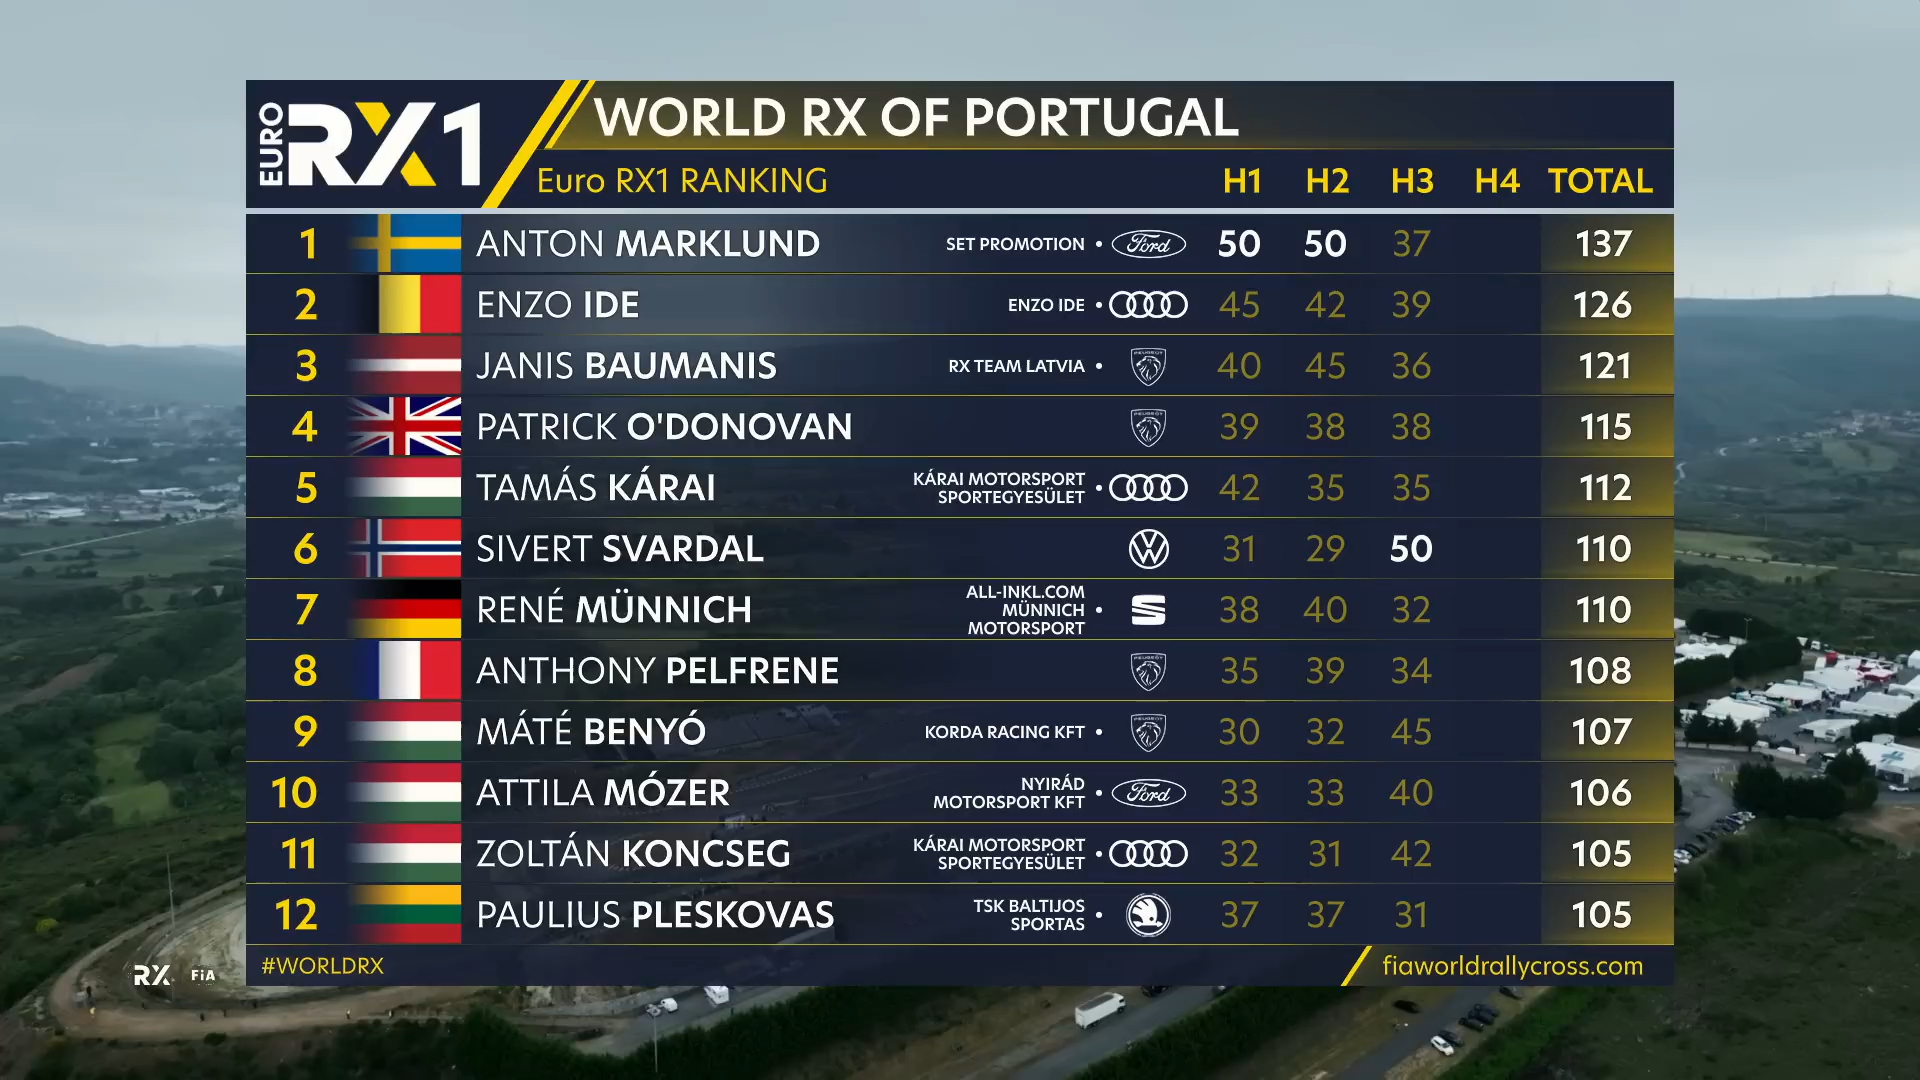 EURO RX1
WORLD RX OF PORTUGAL
Euro RX1 RANKING H1 H2 H3 H4 TOTAL
1 ANTON MARKLUND SET PROMOTION • Ford 50 50 37 137
2 ENZO IDE ENZO IDE • 45 42 39 126
3 JANIS BAUMANIS RX TEAM LATVIA • PEUGEOT 40 45 36 121
4 PATRICK O'DONOVAN PEUGEOT 39 38 38 115
5 TAMÁS KÁRAI KÁRAI MOTORSPORT SPORTEGYESÜLET • 42 35 35 112
6 SIVERT SVARDAL VW 31 29 50 110
7 RENÉ MÜNNICH ALL-INKL.COM MÜNNICH MOTORSPORT • 38 40 32 110
8 ANTHONY PELFRENE PEUGEOT 35 39 34 108
9 MÁTÉ BENYÓ KORDA RACING KFT • PEUGEOT 30 32 45 107
10 ATTILA MÓZER NYIRÁD MOTORSPORT KFT • Ford 33 33 40 106
11 ZOLTÁN KONCSEG KÁRAI MOTORSPORT SPORTEGYESÜLET • 32 31 42 105
12 PAULIUS PLESKOVAS TSK BALTIJOS SPORTAS • 37 37 31 105
#WORLDRX fiaworldrallycross.com
RX FiA